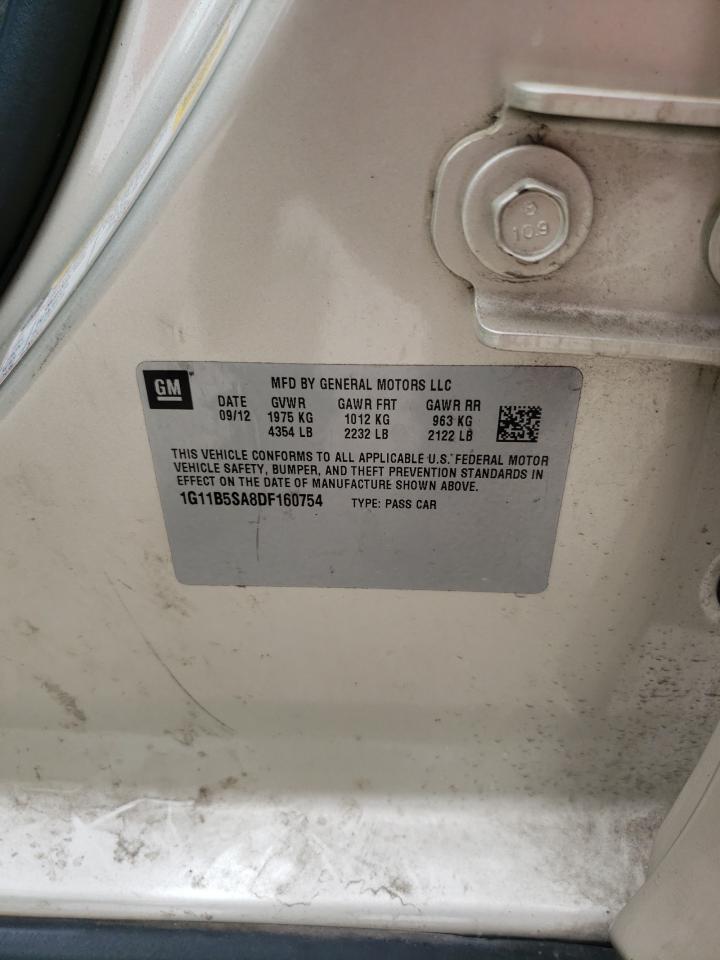 GM
MFD BY GENERAL MOTORS LLC
DATE GVWR GAWR FRT GAWR RR
09/12 1975 KG 1012 KG 963 KG
4354 LB 2232 LB 2122 LB
THIS VEHICLE CONFORMS TO ALL APPLICABLE U.S. FEDERAL MOTOR
VEHICLE SAFETY, BUMPER, AND THEFT PREVENTION STANDARDS IN
EFFECT ON THE DATE OF MANUFACTURE SHOWN ABOVE.
1G11B5SA8DF160754 TYPE: PASS CAR
10.9